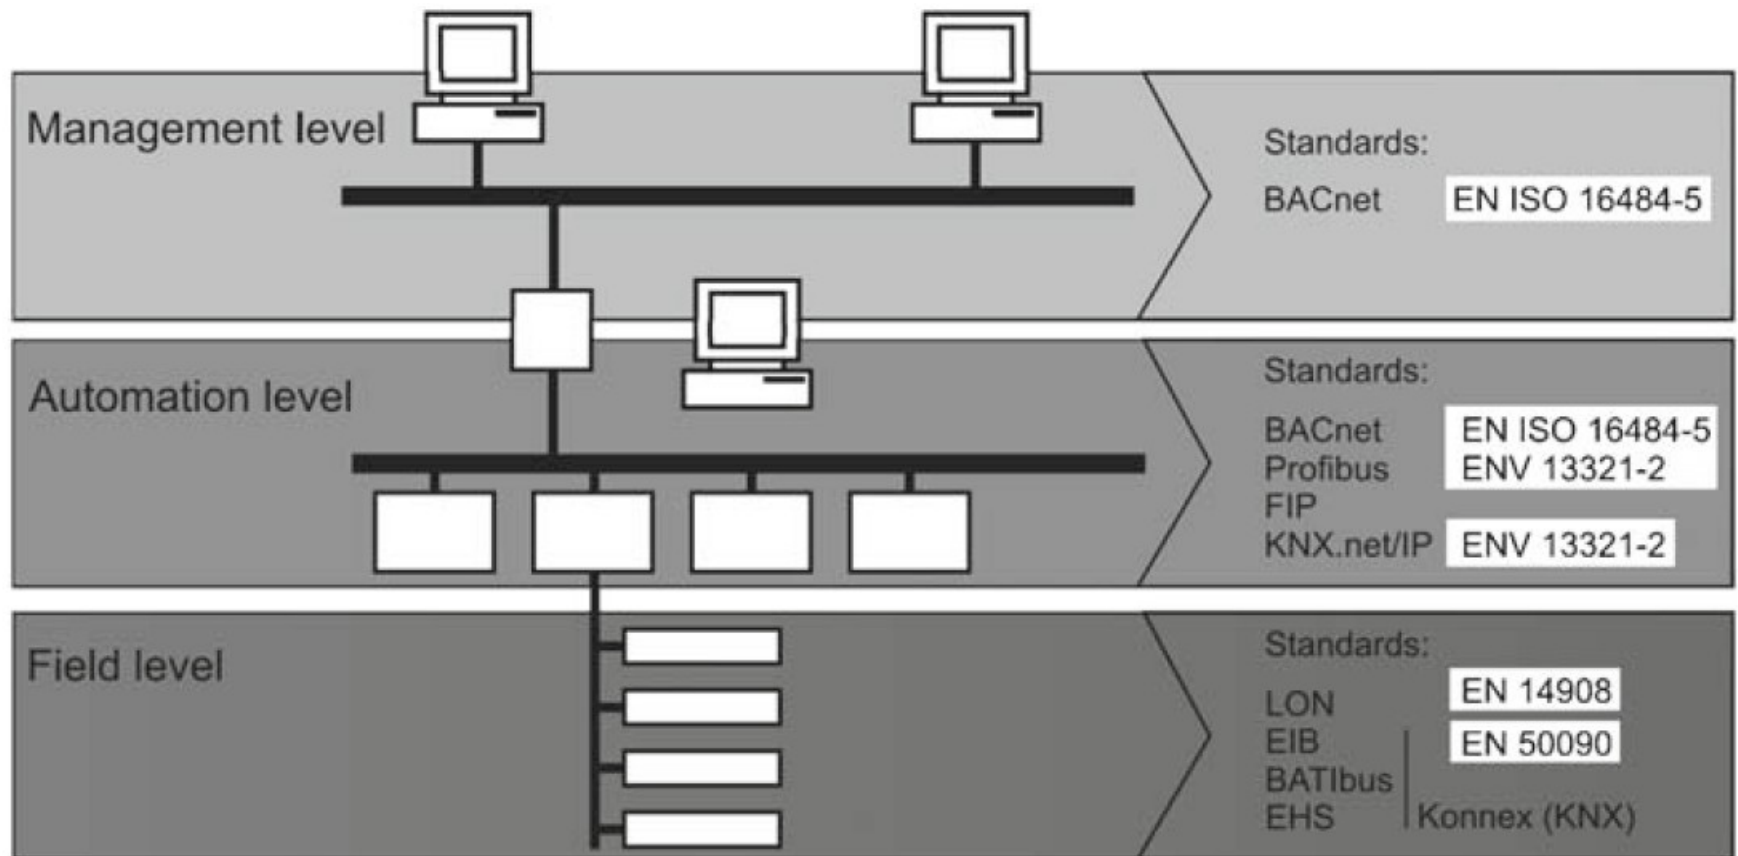 Management level
Standards:
BACnet EN ISO 16484-5
Automation level
Standards:
BACnet EN ISO 16484-5
Profibus ENV 13321-2
FIP
KNX.net/IP ENV 13321-2
Field level
Standards:
LON EN 14908
EIB EN 50090
BATIbus
EHS Konnex (KNX)